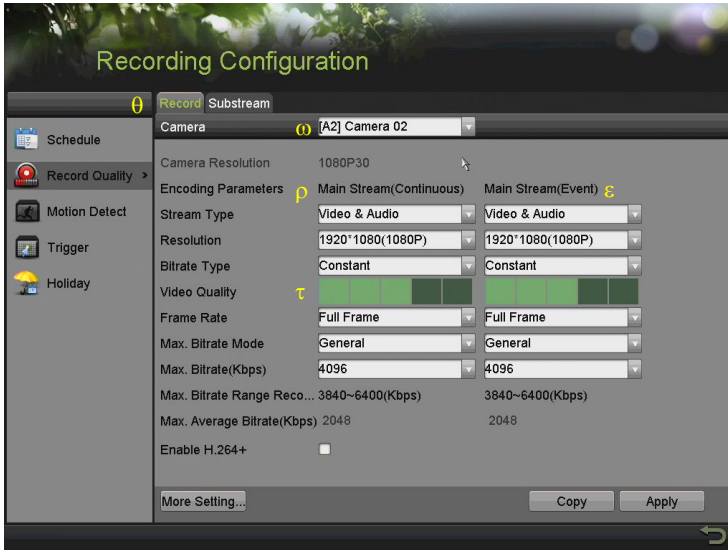 Recording Configuration
θ
Record Substream
Camera ω [A2] Camera 02
Schedule
Record Quality >
Motion Detect
Trigger
Holiday
Camera Resolution 1080P30
Encoding Parameters ρ Main Stream(Continuous) Main Stream(Event) ε
Stream Type Video & Audio Video & Audio
Resolution 1920*1080(1080P) 1920*1080(1080P)
Bitrate Type Constant Constant
Video Quality τ
Frame Rate Full Frame Full Frame
Max. Bitrate Mode General General
Max. Bitrate(Kbps) 4096 4096
Max. Bitrate Range Reco... 3840~6400(Kbps) 3840~6400(Kbps)
Max. Average Bitrate(Kbps) 2048 2048
Enable H.264+
More Setting... Copy Apply